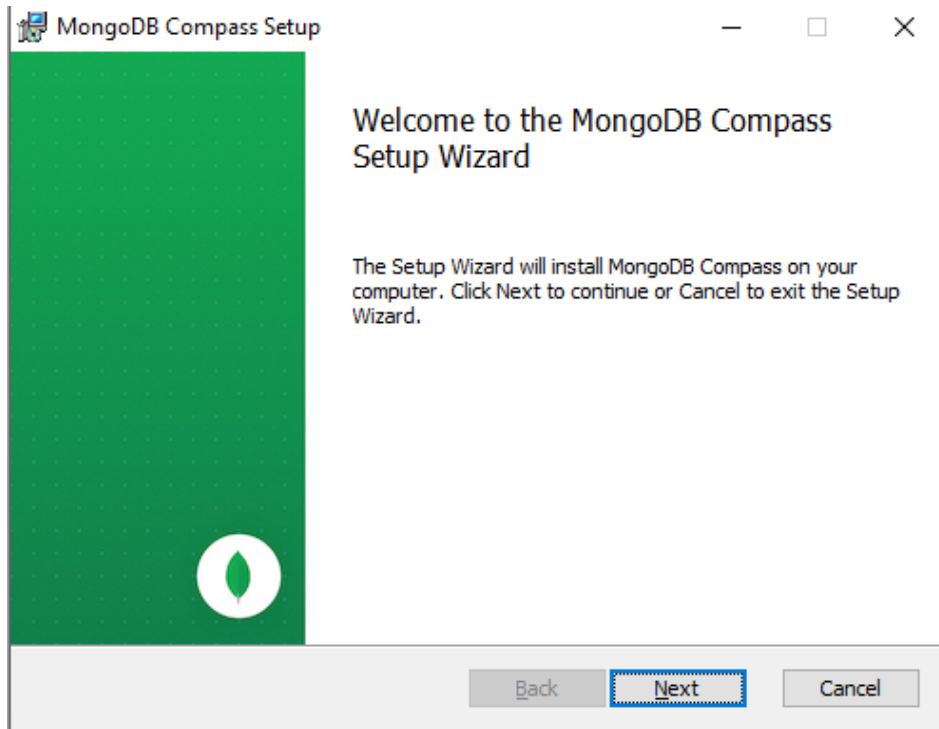 MongoDB Compass Setup
Welcome to the MongoDB Compass
Setup Wizard
The Setup Wizard will install MongoDB Compass on your
computer. Click Next to continue or Cancel to exit the Setup
Wizard.
Back Next Cancel